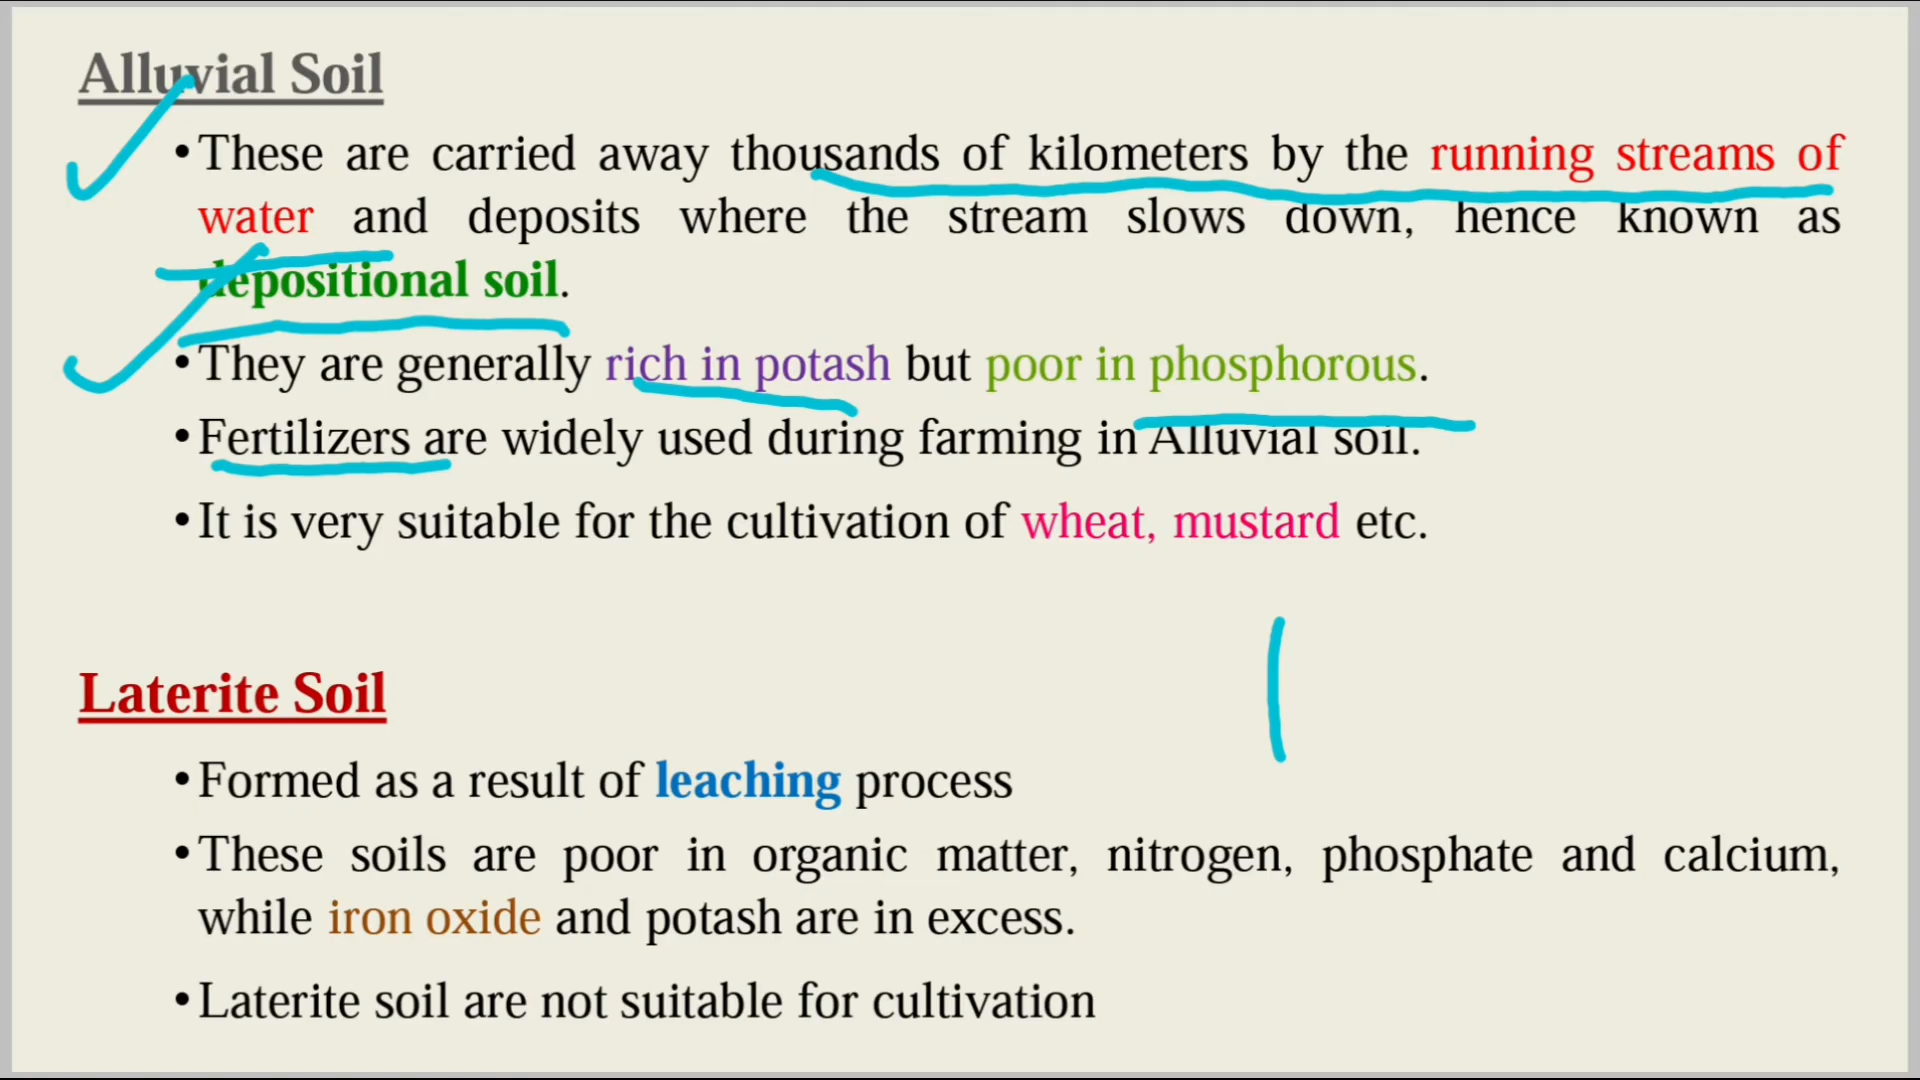 Alluvial Soil
•These are carried away thousands of kilometers by the running streams of
water and deposits where the stream slows down, hence known as
depositional soil.
•They are generally rich in potash but poor in phosphorous.
•Fertilizers are widely used during farming in Alluvial soil.
•It is very suitable for the cultivation of wheat, mustard etc.
Laterite Soil
•Formed as a result of leaching process
•These soils are poor in organic matter, nitrogen, phosphate and calcium,
while iron oxide and potash are in excess.
•Laterite soil are not suitable for cultivation